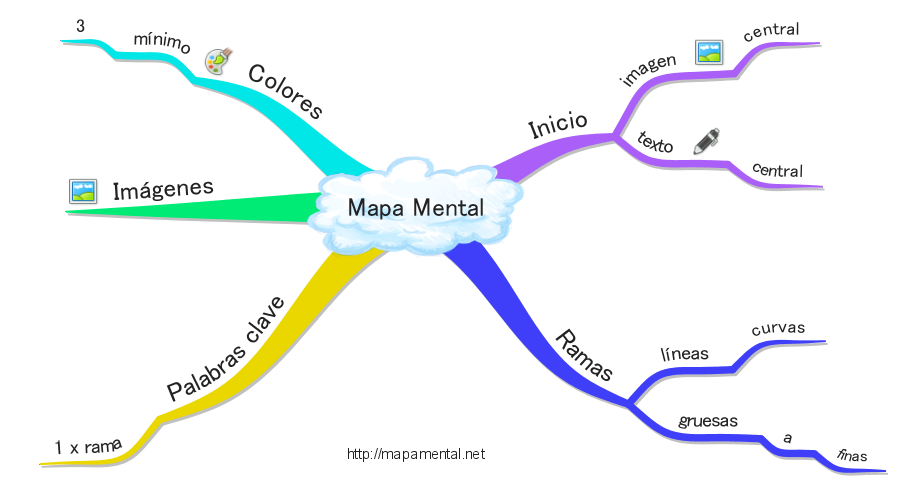 Mapa Mental
Inicio
imagen
central
texto
central
Ramas
líneas
curvas
gruesas
a
finas
Palabras clave
1 x rama
Imágenes
Colores
mínimo
3
http://mapamental.net